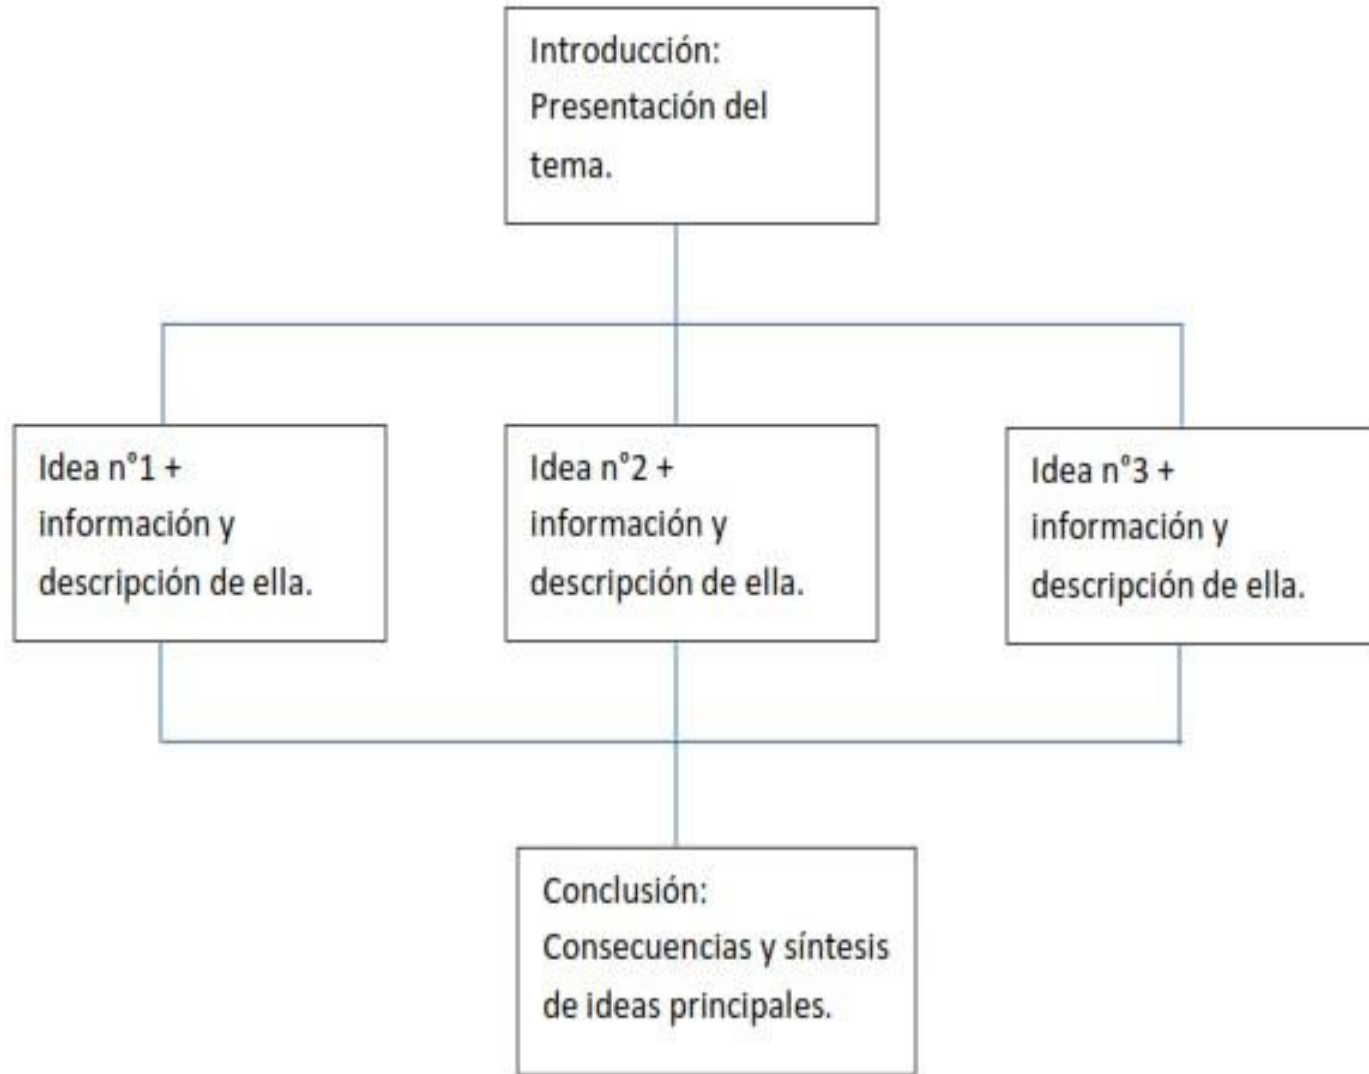 Introducción:
Presentación del
tema.
Idea n°1 +
información y
descripción de ella.
Idea n°2 +
información y
descripción de ella.
Idea n°3 +
información y
descripción de ella.
Conclusión:
Consecuencias y síntesis
de ideas principales.